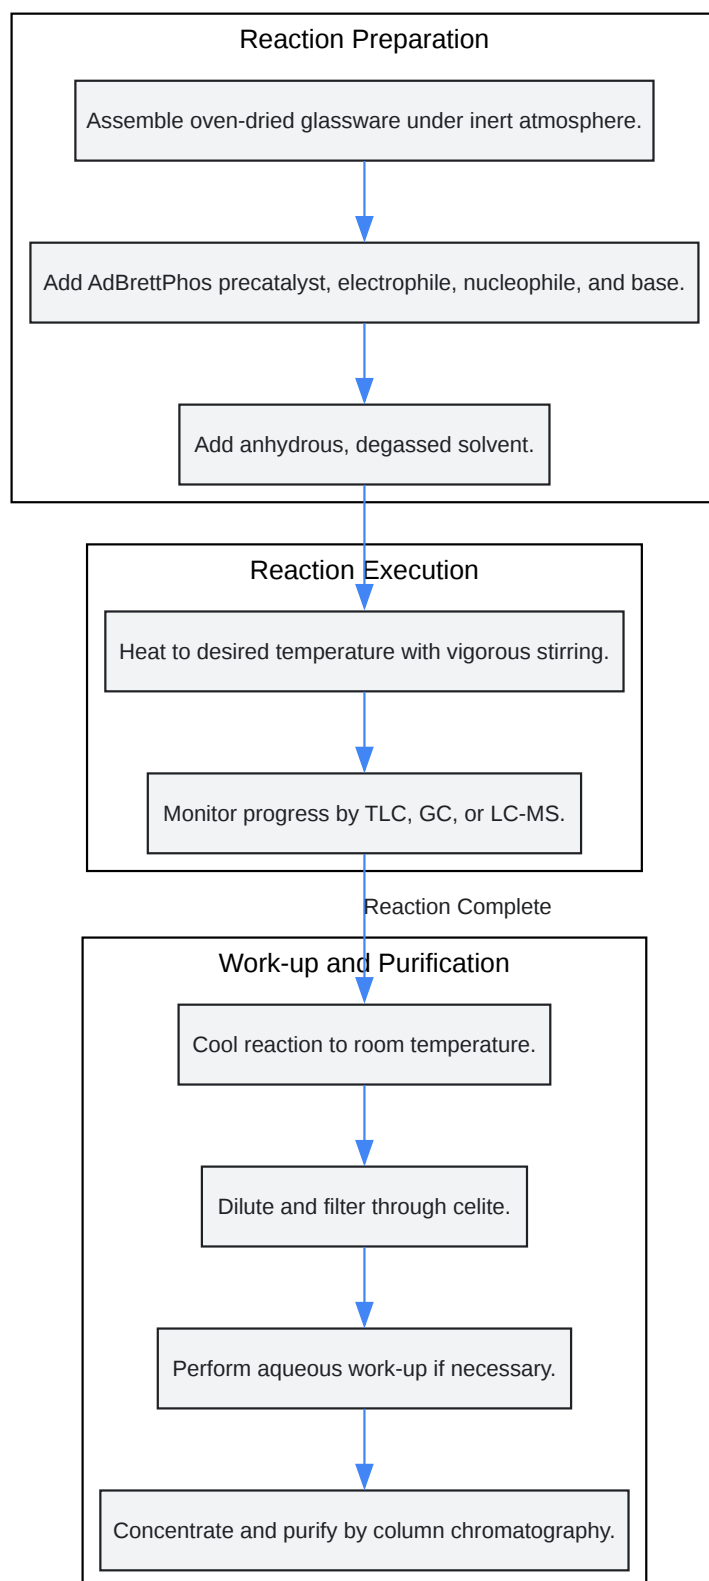 Reaction Preparation
Assemble oven-dried glassware under inert atmosphere.
Add AdBrettPhos precatalyst, electrophile, nucleophile, and base.
Add anhydrous, degassed solvent.
Reaction Execution
Heat to desired temperature with vigorous stirring.
Monitor progress by TLC, GC, or LC-MS.
Reaction Complete
Work-up and Purification
Cool reaction to room temperature.
Dilute and filter through celite.
Perform aqueous work-up if necessary.
Concentrate and purify by column chromatography.